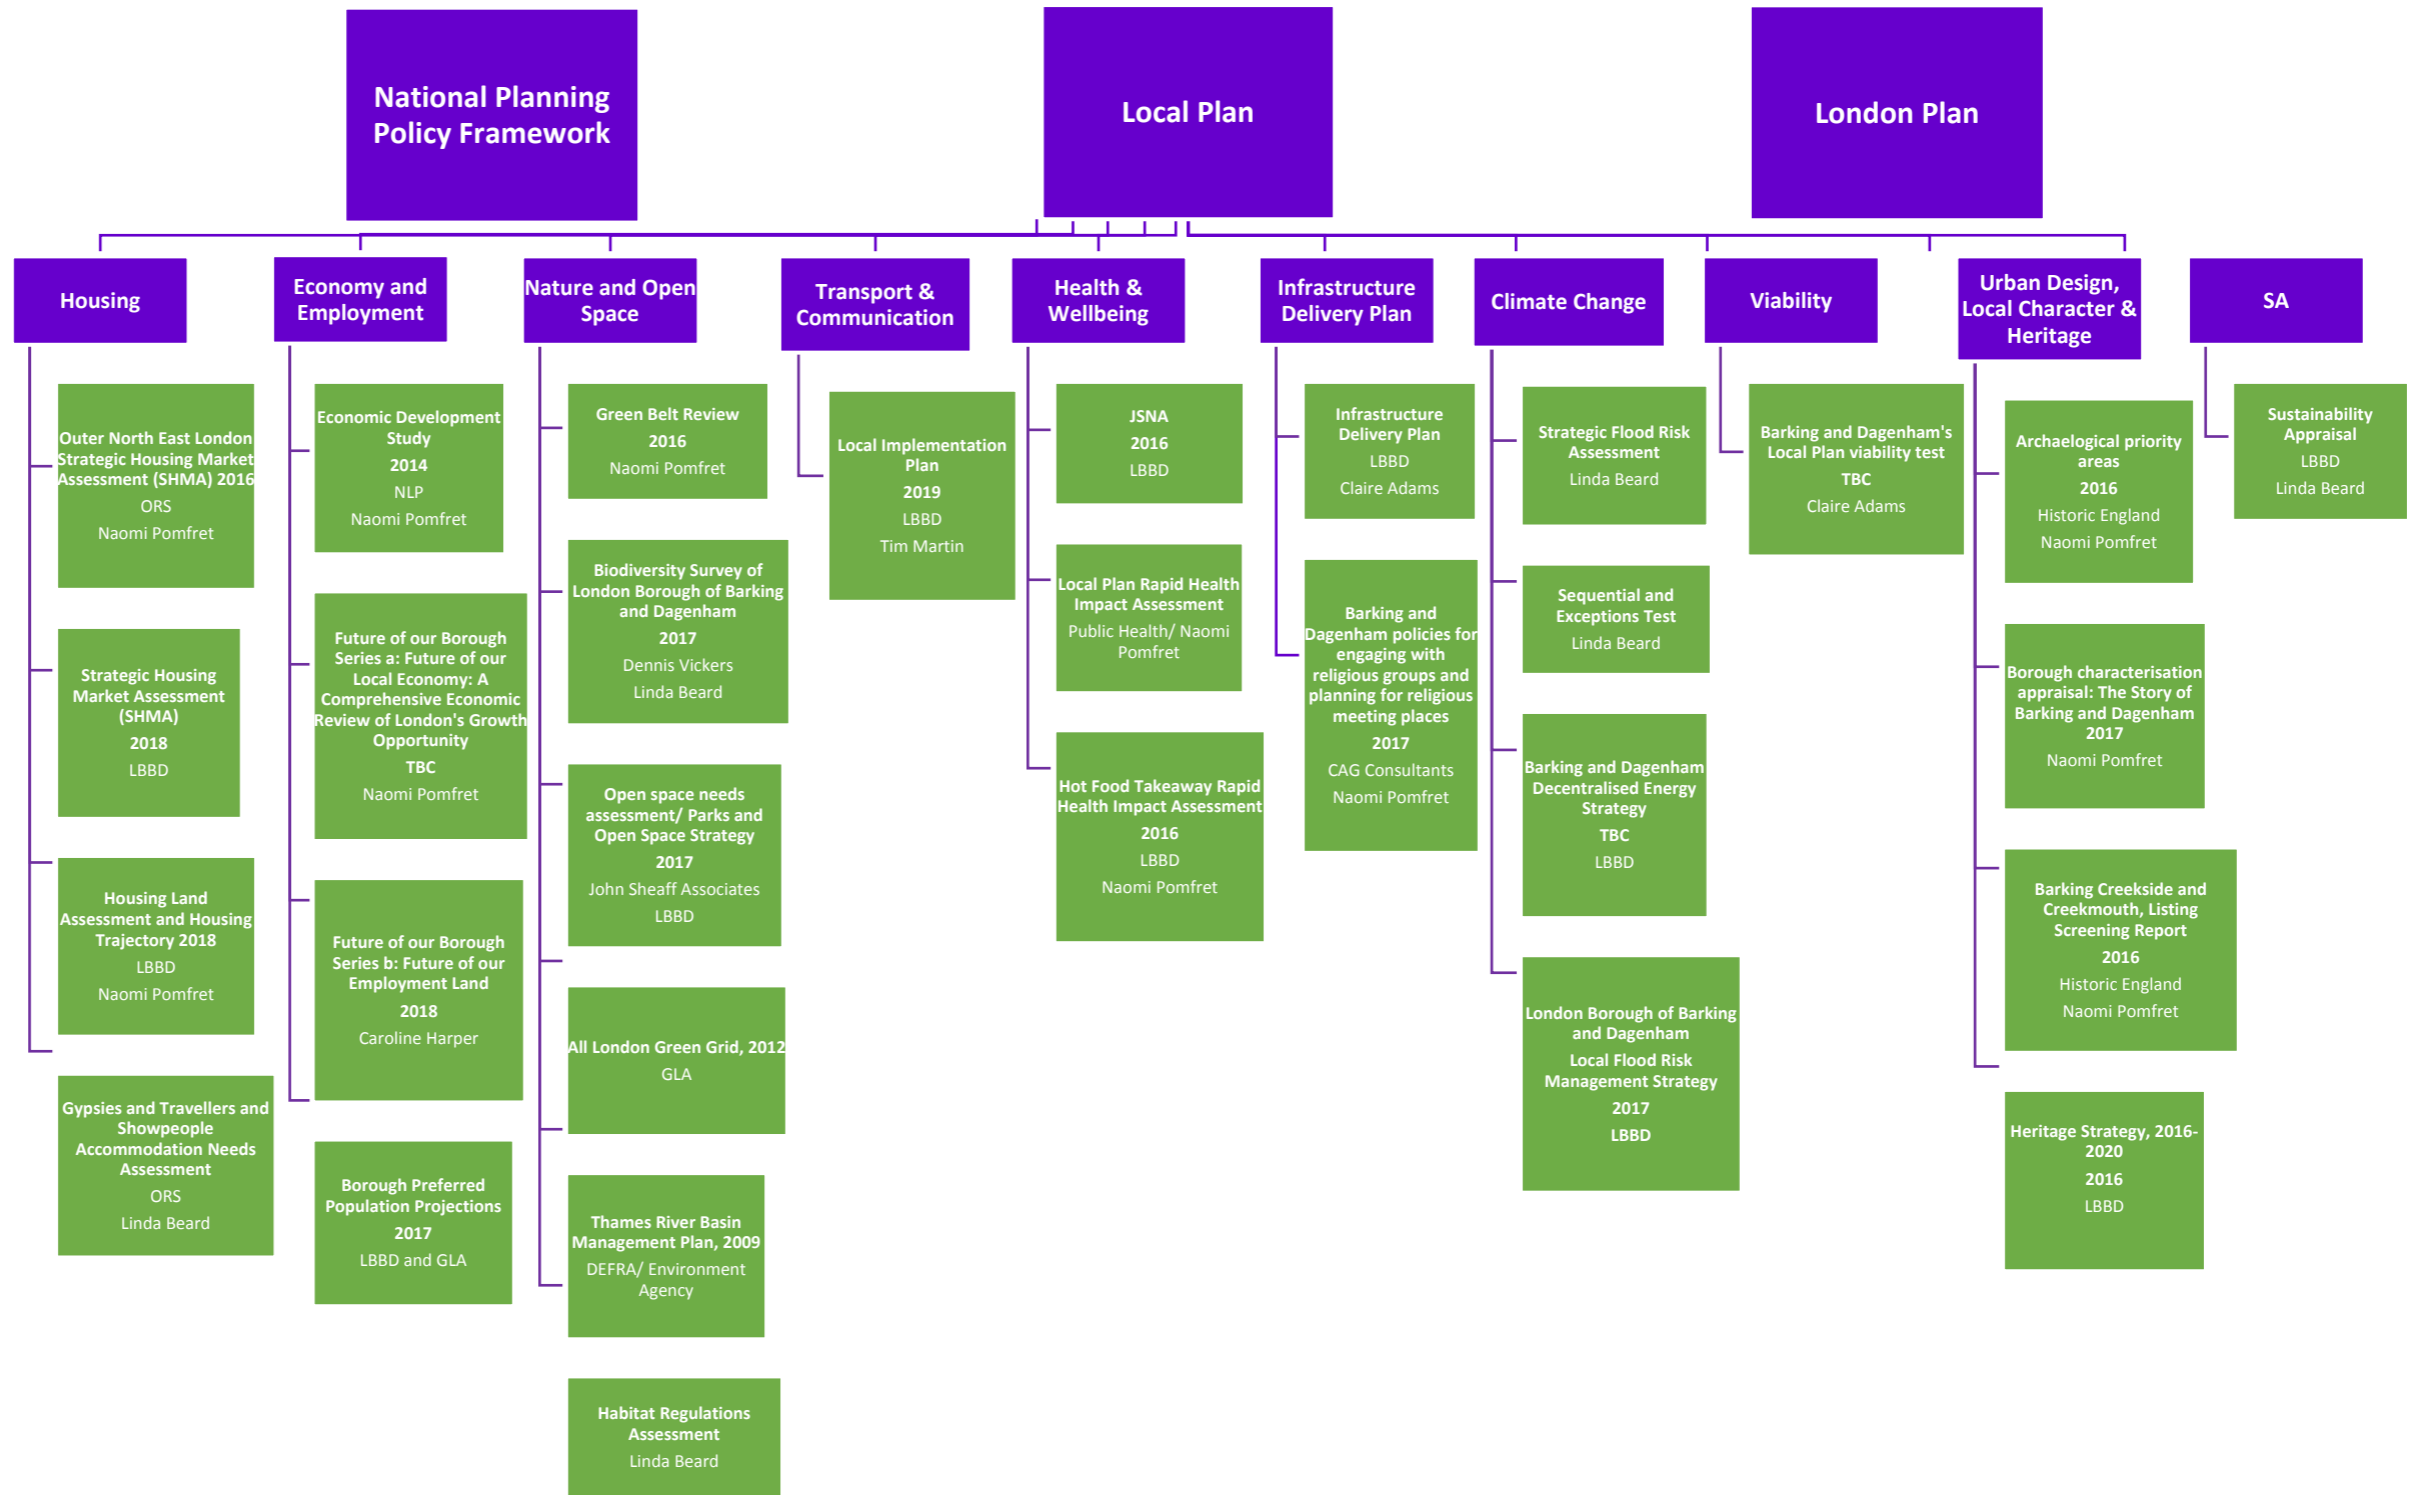 National Planning
Policy Framework
Local Plan
London Plan
Housing
Economy and
Employment
Nature and Open
Space
Transport &
Communication
Health &
Wellbeing
Infrastructure
Delivery Plan
Climate Change
Viability
Urban Design,
Local Character &
Heritage
SA
Outer North East London
Strategic Housing Market
Assessment (SHMA) 2016
ORS
Naomi Pomfret
Strategic Housing
Market Assessment
(SHMA)
2018
LBBD
Housing Land
Assessment and Housing
Trajectory 2018
LBBD
Naomi Pomfret
Gypsies and Travellers and
Showpeople
Accommodation Needs
Assessment
ORS
Linda Beard
Economic Development
Study
2014
NLP
Naomi Pomfret
Future of our Borough
Series a: Future of our
Local Economy: A
Comprehensive Economic
Review of London's Growth
Opportunity
TBC
Naomi Pomfret
Future of our Borough
Series b: Future of our
Employment Land
2018
Caroline Harper
Borough Preferred
Population Projections
2017
LBBD and GLA
Green Belt Review
2016
Naomi Pomfret
Biodiversity Survey of
London Borough of Barking
and Dagenham
2017
Dennis Vickers
Linda Beard
Open space needs
assessment/ Parks and
Open Space Strategy
2017
John Sheaff Associates
LBBD
All London Green Grid, 2012
GLA
Thames River Basin
Management Plan, 2009
DEFRA/ Environment
Agency
Habitat Regulations
Assessment
Linda Beard
Local Implementation
Plan
2019
LBBD
Tim Martin
JSNA
2016
LBBD
Local Plan Rapid Health
Impact Assessment
Public Health/ Naomi
Pomfret
Hot Food Takeaway Rapid
Health Impact Assessment
2016
LBBD
Naomi Pomfret
Infrastructure
Delivery Plan
LBBD
Claire Adams
Barking and
Dagenham policies for
engaging with
religious groups and
planning for religious
meeting places
2017
CAG Consultants
Naomi Pomfret
Strategic Flood Risk
Assessment
Linda Beard
Sequential and
Exceptions Test
Linda Beard
Barking and Dagenham
Decentralised Energy
Strategy
TBC
LBBD
London Borough of Barking
and Dagenham
Local Flood Risk
Management Strategy
2017
LBBD
Barking and Dagenham's
Local Plan viability test
TBC
Claire Adams
Archaelogical priority
areas
2016
Historic England
Naomi Pomfret
Borough characterisation
appraisal: The Story of
Barking and Dagenham
2017
Naomi Pomfret
Barking Creekside and
Creekmouth, Listing
Screening Report
2016
Historic England
Naomi Pomfret
Heritage Strategy, 2016-
2020
2016
LBBD
Sustainability
Appraisal
LBBD
Linda Beard